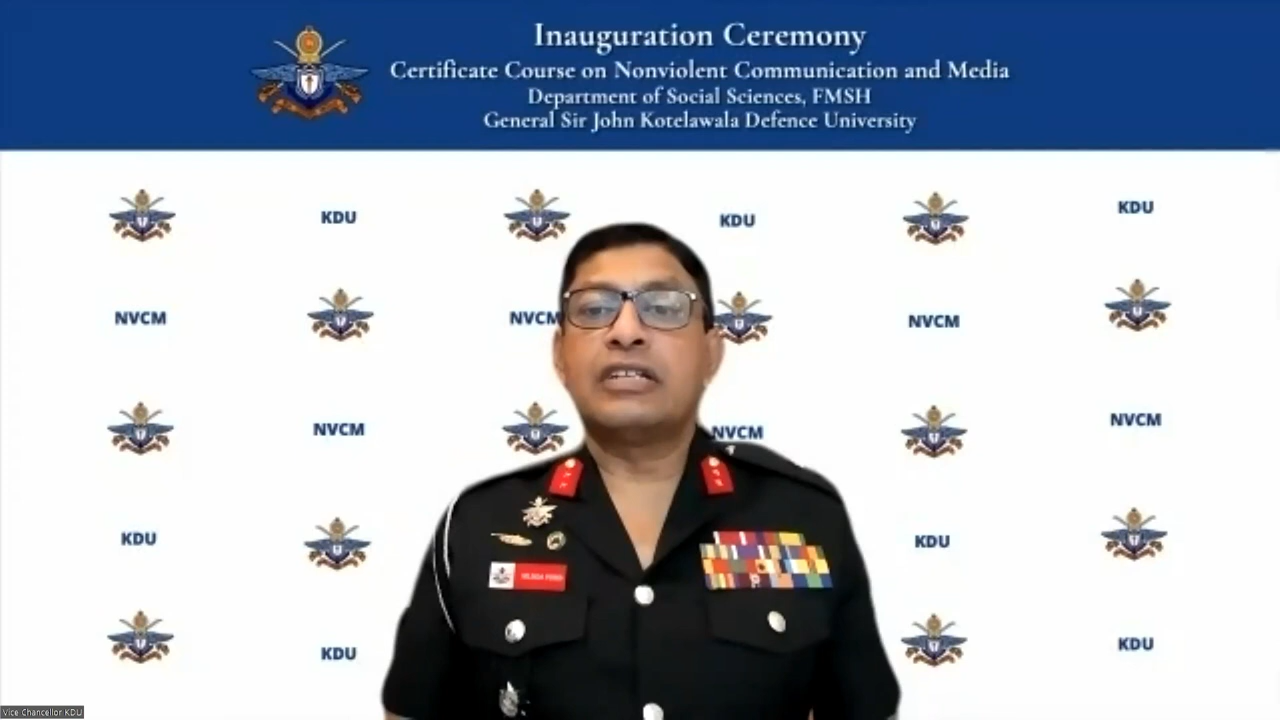 Inauguration Ceremony
Certificate Course on Nonviolent Communication and Media
Department of Social Sciences, FMSH
General Sir John Kotelawala Defence University
KDU
KDU
KDU
NVCM
NVCM
NVCM
NVCM
NVCM
NVCM
KDU
KDU
KDU
KDU
Vice Chancellor KDU